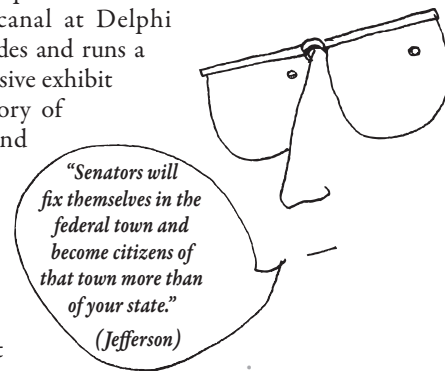 canal at Delphi
des and runs a
sive exhibit
ory of
nd
“Senators will
fix themselves in the
federal town and
become citizens of
that town more than
of your state.”
(Jefferson)
t